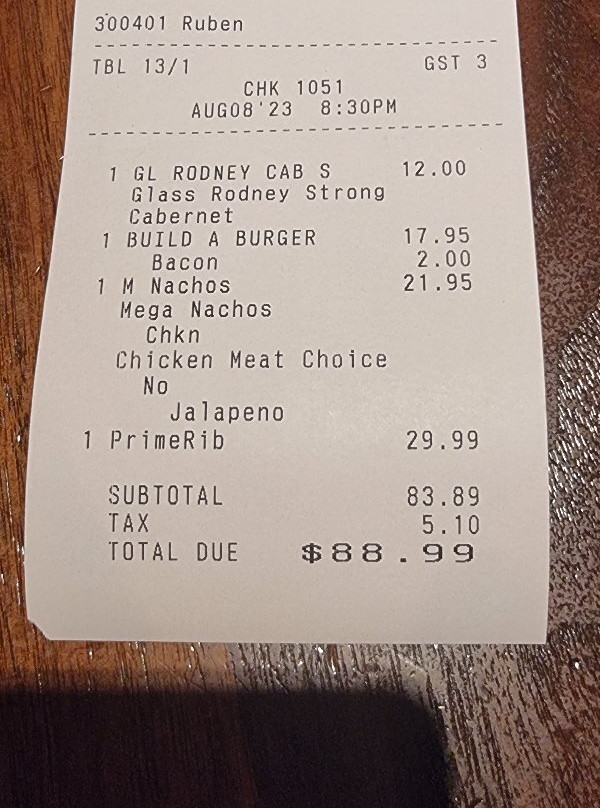 300401 Ruben
TBL 13/1 GST 3
CHK 1051
AUG08'23 8:30PM
1 GL RODNEY CAB S 12.00
Glass Rodney Strong
Cabernet
1 BUILD A BURGER 17.95
Bacon 2.00
1 M Nachos 21.95
Mega Nachos
Chkn
Chicken Meat Choice
No
Jalapeno
1 PrimeRib 29.99
SUBTOTAL 83.89
TAX 5.10
TOTAL DUE $88.99